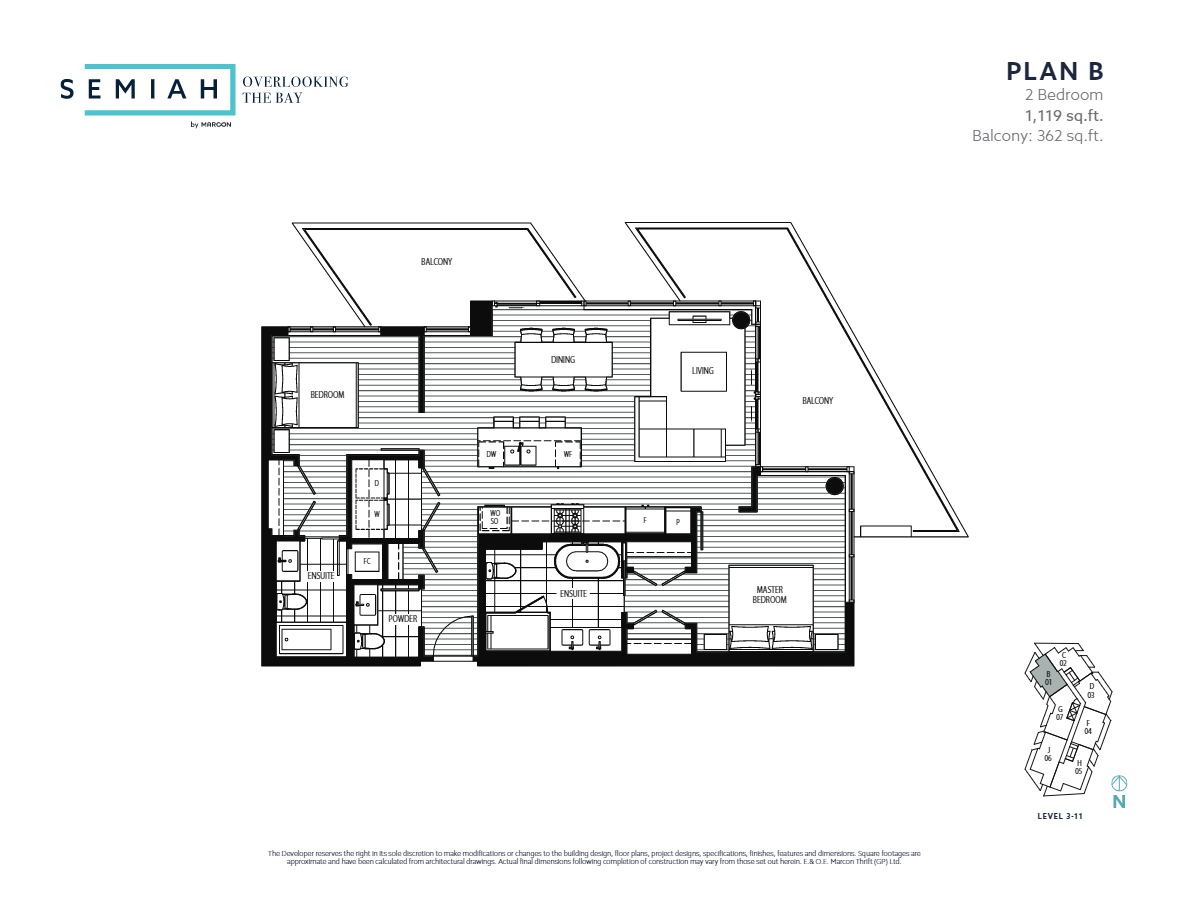 SEMIAH
OVERLOOKING
THE BAY
by MARCON
PLAN B
2 Bedroom
1,119 sq.ft.
Balcony: 362 sq.ft.
BALCONY
DINING
LIVING
BEDROOM
BALCONY
DW
WF
D
W
WO
SO
F
P
FC
ENSUITE
ENSUITE
MASTER
BEDROOM
POWDER
C
02
B
01
D
03
G
07
F
04
J
06
H
05
N
LEVEL 3-11
The Developer reserves the right in its sole discretion to make modifications or changes to the building design, floor plans, project designs, specifications, finishes, features and dimensions. Square footages are
approximate and have been calculated from architectural drawings. Actual final dimensions following completion of construction may vary from those set out herein. E.& O.E. Marcon Thrift (GP) Ltd.